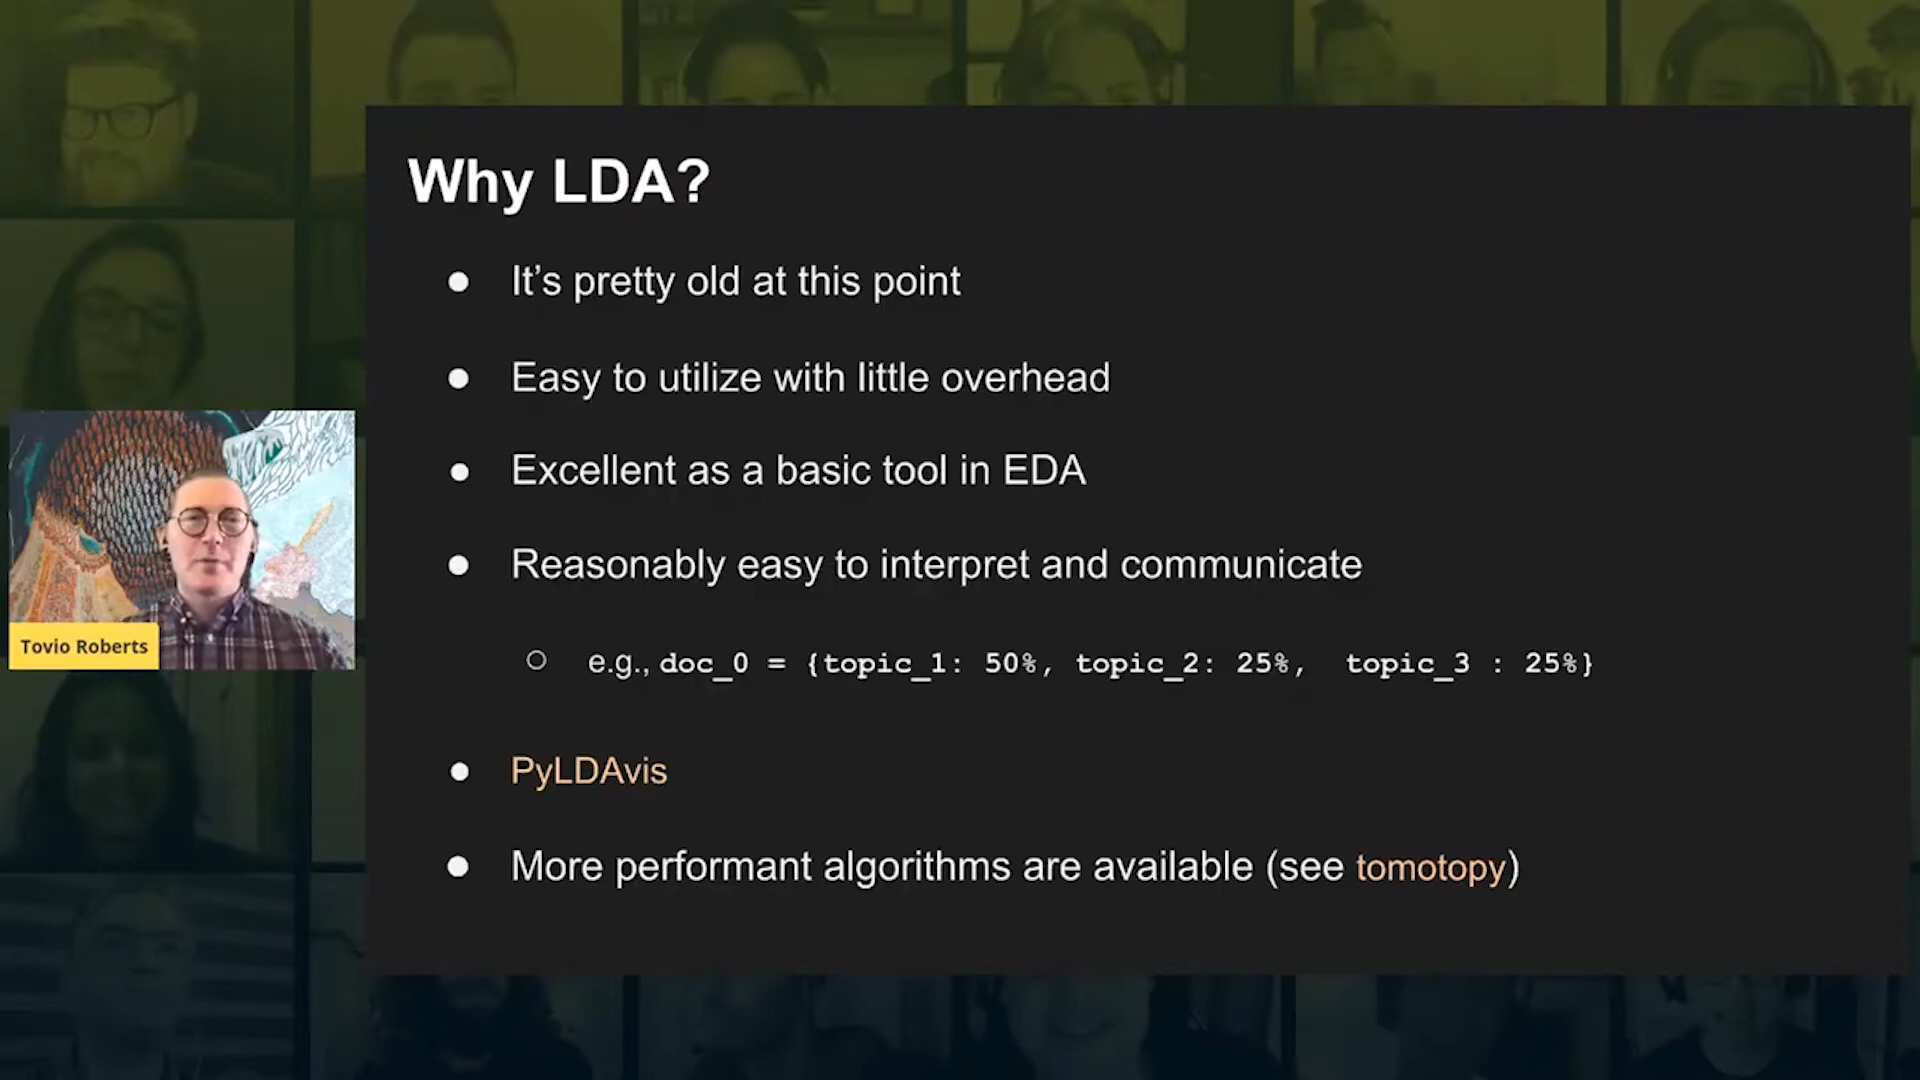 Why LDA?
● It’s pretty old at this point
● Easy to utilize with little overhead
● Excellent as a basic tool in EDA
● Reasonably easy to interpret and communicate
○ e.g., doc_0 = {topic_1: 50%, topic_2: 25%, topic_3 : 25%}
● PyLDAvis
● More performant algorithms are available (see tomotopy)
Tovio Roberts